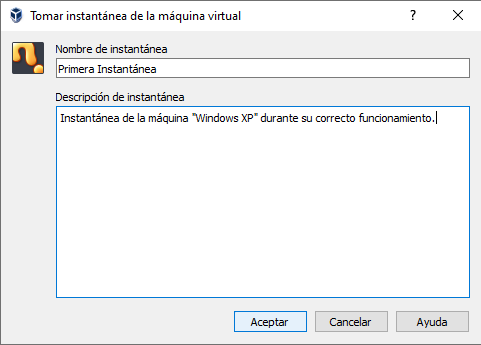 Tomar instantánea de la máquina virtual
?
Nombre de instantánea
Primera Instantánea
Descripción de instantánea
Instantánea de la máquina "Windows XP" durante su correcto funcionamiento.
Aceptar
Cancelar
Ayuda